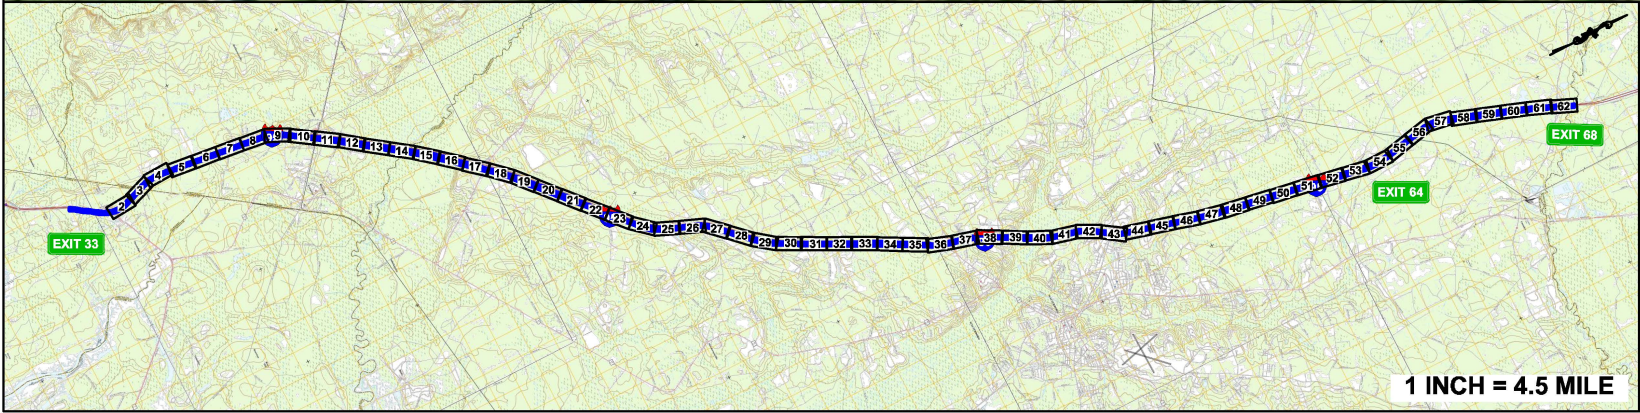 EXIT 33
2 3 4 5 6 7 8 9 10 11 12 13 14 15 16 17 18 19 20 21 22 23 24 25 26 27 28 29 30 31 32 33 34 35 36 37 38 39 40 41 42 43 44 45 46 47 48 49 50 51 52 53 54 55 56 57 58 59 60 61 62
EXIT 64
EXIT 68
1 INCH = 4.5 MILE